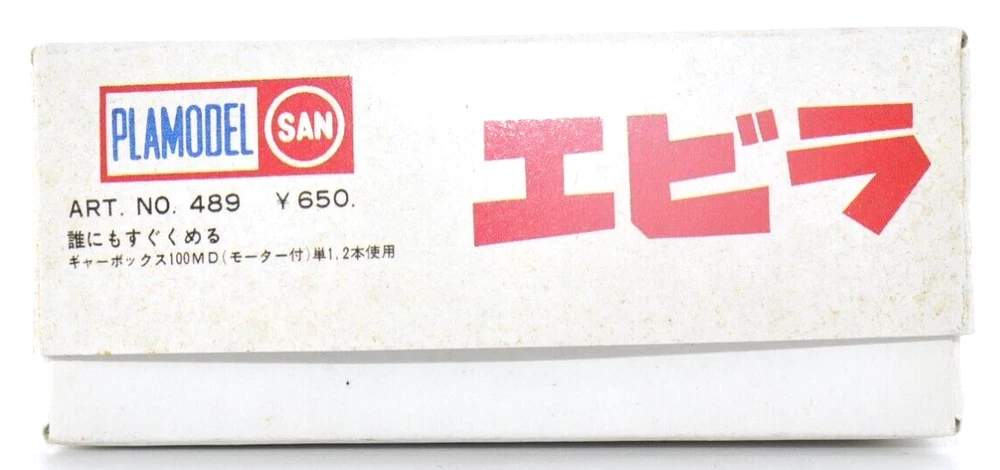 PLAMODEL SAN
ART. NO. 489 ¥650.
誰にもすぐくめる
ギャーボックス100MD(モーター付)単1,2本使用
エビラ